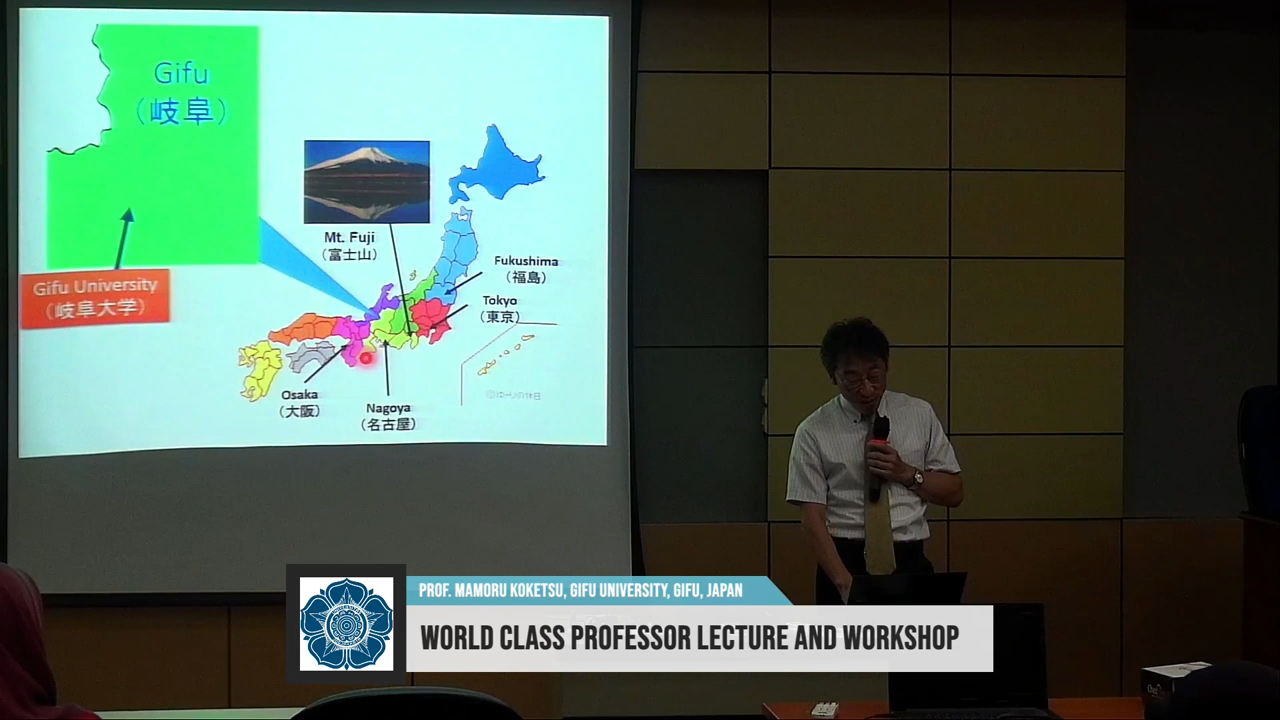 Gifu
(岐阜)
Gifu University
(岐阜大学)
Mt. Fuji
(富士山)
Fukushima
(福島)
Tokyo
(東京)
Osaka
(大阪)
Nagoya
(名古屋)
PROF. MAMORU KOKETSU, GIFU UNIVERSITY, GIFU, JAPAN
WORLD CLASS PROFESSOR LECTURE AND WORKSHOP